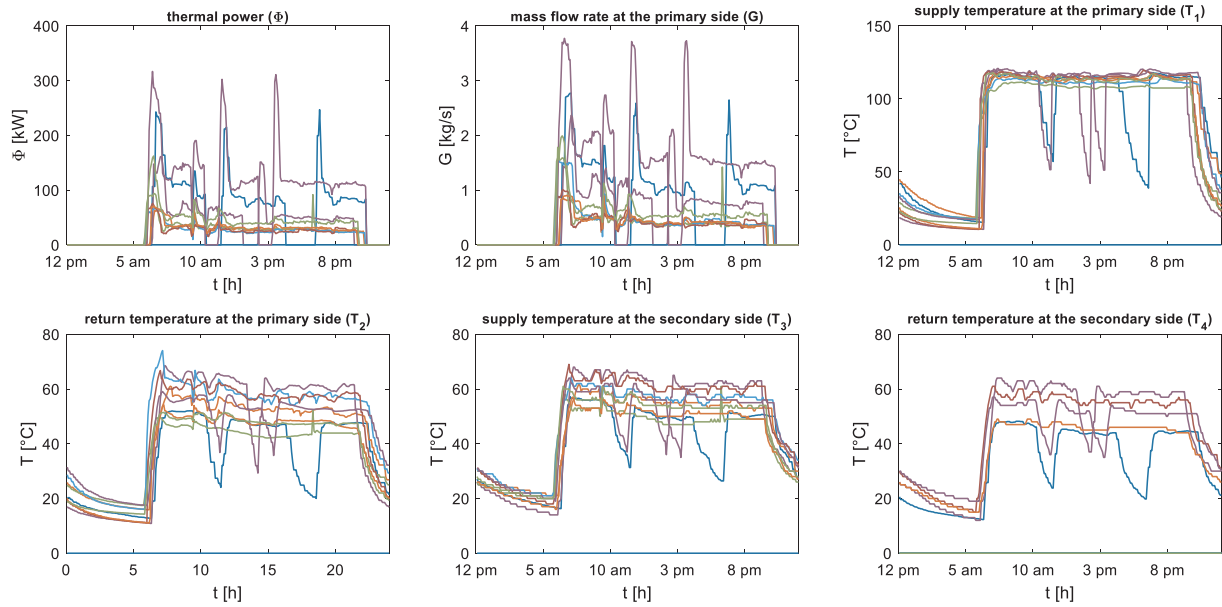 thermal power (Φ)
400
300
200
100
0
Φ [kW]
12 pm 5 am 10 am 3 pm 8 pm
t [h]
mass flow rate at the primary side (G)
4
3
2
1
0
G [kg/s]
12 pm 5 am 10 am 3 pm 8 pm
t [h]
supply temperature at the primary side (T1)
150
100
50
0
T [°C]
12 pm 5 am 10 am 3 pm 8 pm
t [h]
return temperature at the primary side (T2)
80
60
40
20
0
T [°C]
0 5 10 15 20
t [h]
supply temperature at the secondary side (T3)
80
60
40
20
0
T [°C]
12 pm 5 am 10 am 3 pm 8 pm
t [h]
return temperature at the secondary side (T4)
80
60
40
20
0
T [°C]
12 pm 5 am 10 am 3 pm 8 pm
t [h]